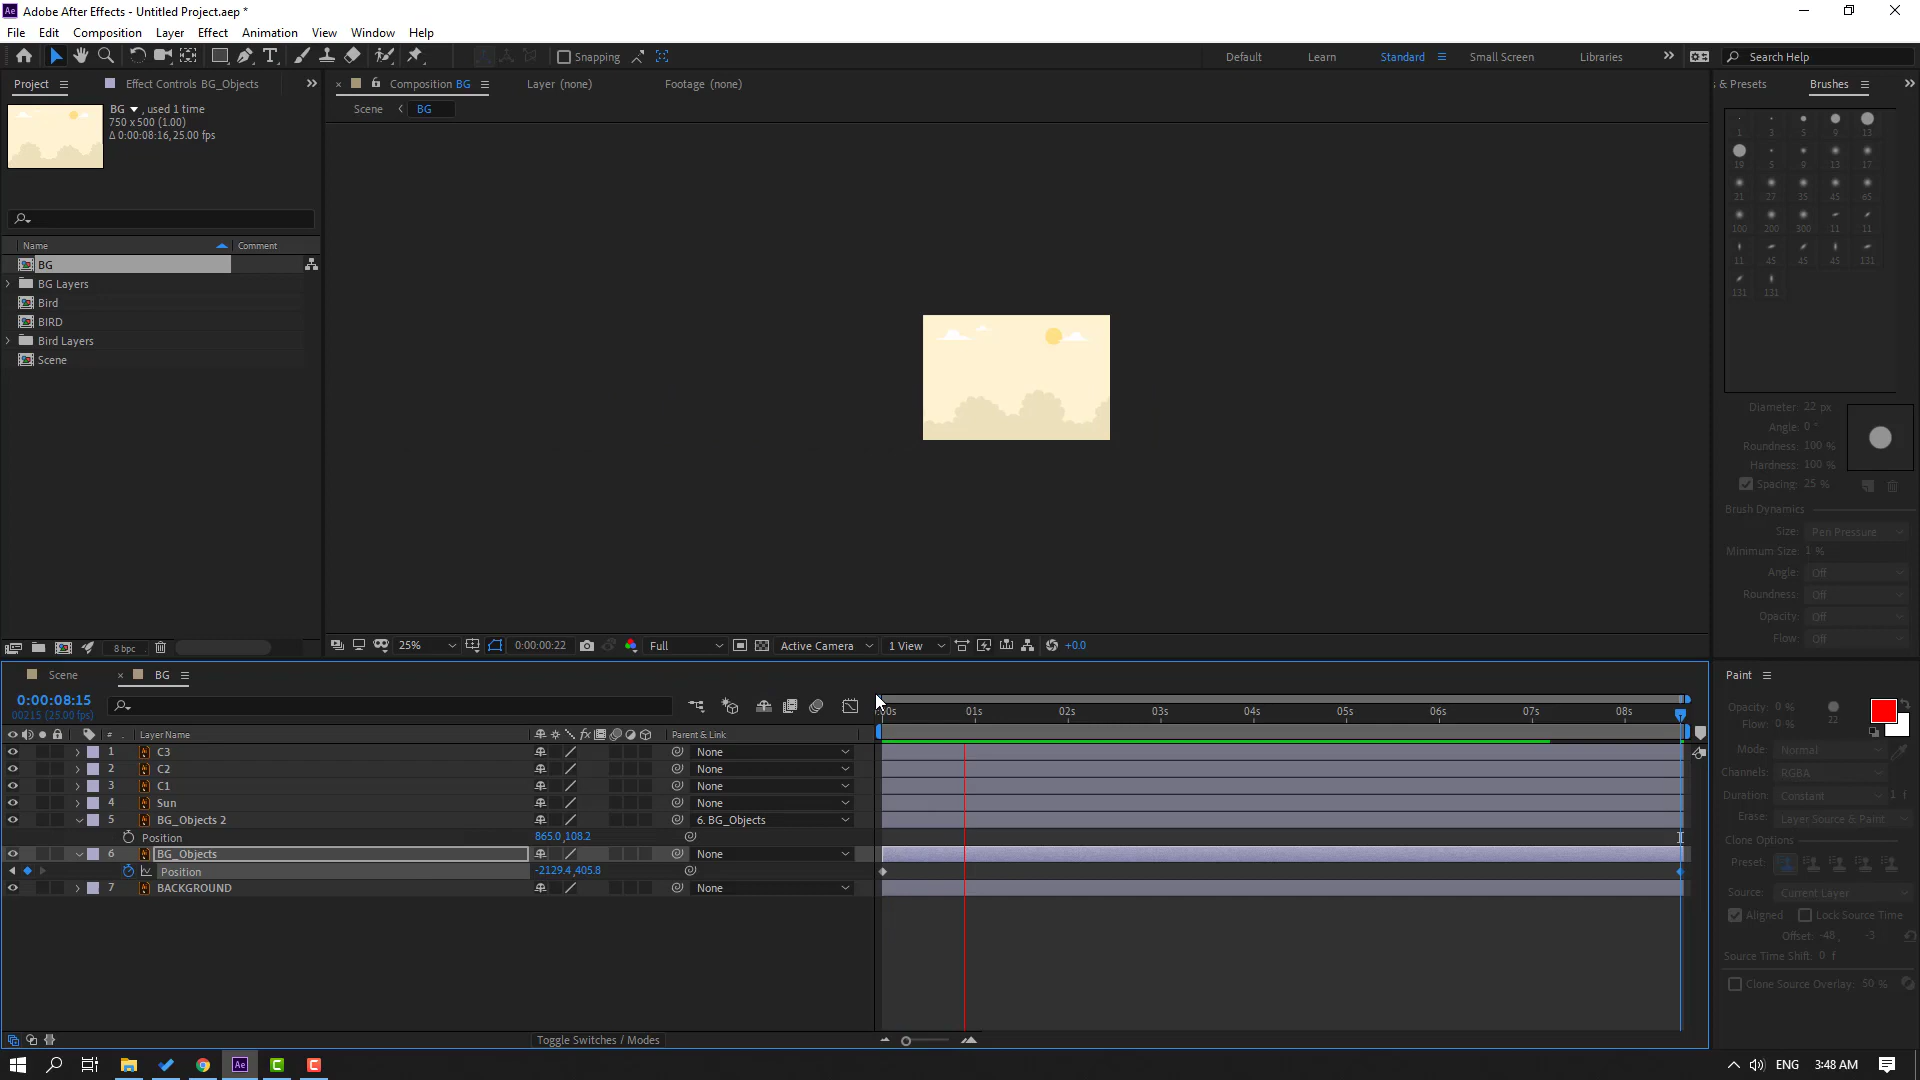 Adobe After Effects - Untitled Project.aep *
File Edit Composition Layer Effect Animation View Window Help
Snapping Default Learn Standard Small Screen Libraries Search Help
Project Effect Controls BG_Objects Composition BG Layer (none) Footage (none) & Presets Brushes
BG , used 1 time
750 x 500 (1.00)
Δ 0:00:08:16, 25.00 fps
Scene BG
1 3 5 9 13
19 5 9 13 17
21 27 35 45 65
100 200 300 11 11
11 45 45 45 131
131 131
Name Comment
BG
BG Layers
Bird
BIRD
Bird Layers
Scene
Diameter: 22 px
Angle: 0 °
Roundness: 100 %
Hardness: 100 %
Spacing: 25 %
Brush Dynamics
Size: Pen Pressure
Minimum Size: 1 %
Angle: Off
Roundness: Off
Opacity: Off
Flow: Off
8 bpc 25% 0:00:00:22 Full Active Camera 1 View +0.0
Scene BG
0:00:08:15
00215 (25.00 fps)
:00s 01s 02s 03s 04s 05s 06s 07s 08s
# Layer Name fx Parent & Link
1 C3 None
2 C2 None
3 C1 None
4 Sun None
5 BG_Objects 2 6. BG_Objects
Position 865.0,108.2
6 BG_Objects None
Position -2129.4,405.8
7 BACKGROUND None
Toggle Switches / Modes
Paint
Opacity: 0 %
Flow: 0 % 22
Mode: Normal
Channels: RGBA
Duration: Constant 1 f
Erase: Layer Source & Paint
Clone Options
Preset:
Source: Current Layer
Aligned Lock Source Time
Offset: -48, -3
Source Time Shift: 0 f
Clone Source Overlay: 50 %
Ae ENG 3:48 AM